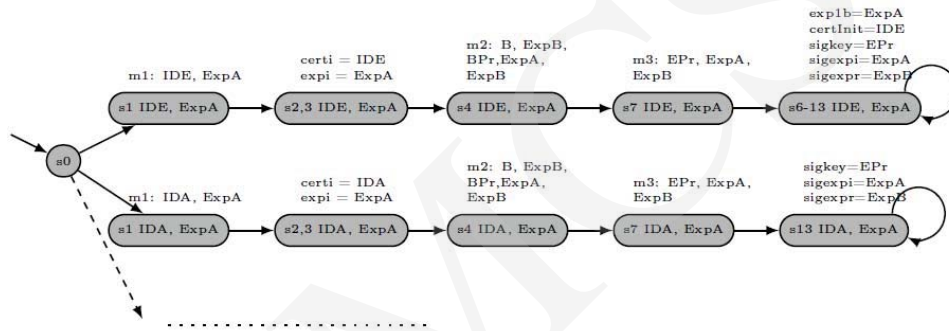 exp1b=ExpA
certInit=IDE
sigkey=EPr
sigexpi=ExpA
sigexpr=ExpB
m2: B, ExpB,
BPr,ExpA,
ExpB
m3: EPr, ExpA,
ExpB
certi = IDE
expi = ExpA
m1: IDE, ExpA
s1 IDE, ExpA
s2,3 IDE, ExpA
s4 IDE, ExpA
s7 IDE, ExpA
s6-13 IDE, ExpA
s0
m1: IDA, ExpA
certi = IDA
expi = ExpA
m2: B, ExpB,
BPr,ExpA,
ExpB
m3: EPr, ExpA,
ExpB
sigkey=EPr
sigexpi=ExpA
sigexpr=ExpB
s1 IDA, ExpA
s2,3 IDA, ExpA
s4 IDA, ExpA
s7 IDA, ExpA
s13 IDA, ExpA